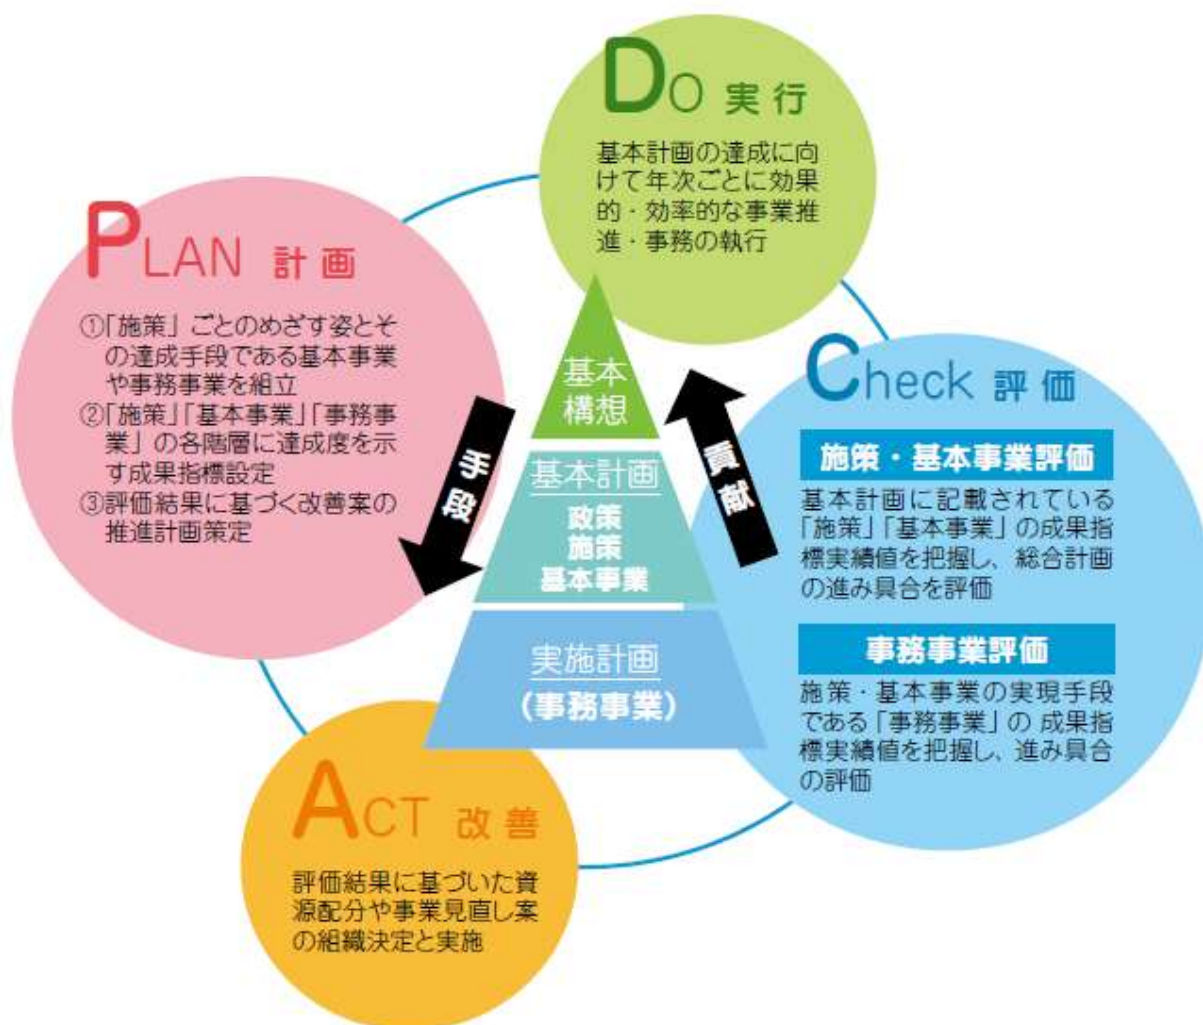 PLAN 計画
①「施策」ごとのめざす姿とそ
の達成手段である基本事業
や事務事業を組立
②「施策」「基本事業」「事務事
業」の各階層に達成度を示
す成果指標設定
③評価結果に基づく改善案の
推進計画策定
DO 実行
基本計画の達成に向
けて年次ごとに効果
的・効率的な事業推
進・事務の執行
Check 評価
施策・基本事業評価
基本計画に記載されている
「施策」「基本事業」の成果指
標実績値を把握し、総合計画
の進み具合を評価
事務事業評価
施策・基本事業の実現手段
である「事務事業」の 成果指
標実績値を把握し、進み具合
の評価
ACT 改善
評価結果に基づいた資
源配分や事業見直し案
の組織決定と実施
手段
基本
構想
基本計画
政策
施策
基本事業
実施計画
(事務事業)
貢献